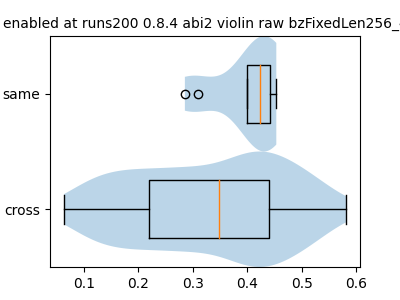 enabled at runs200 0.8.4 abi2 violin raw bzFixedLen256_
same
cross
0.1 0.2 0.3 0.4 0.5 0.6